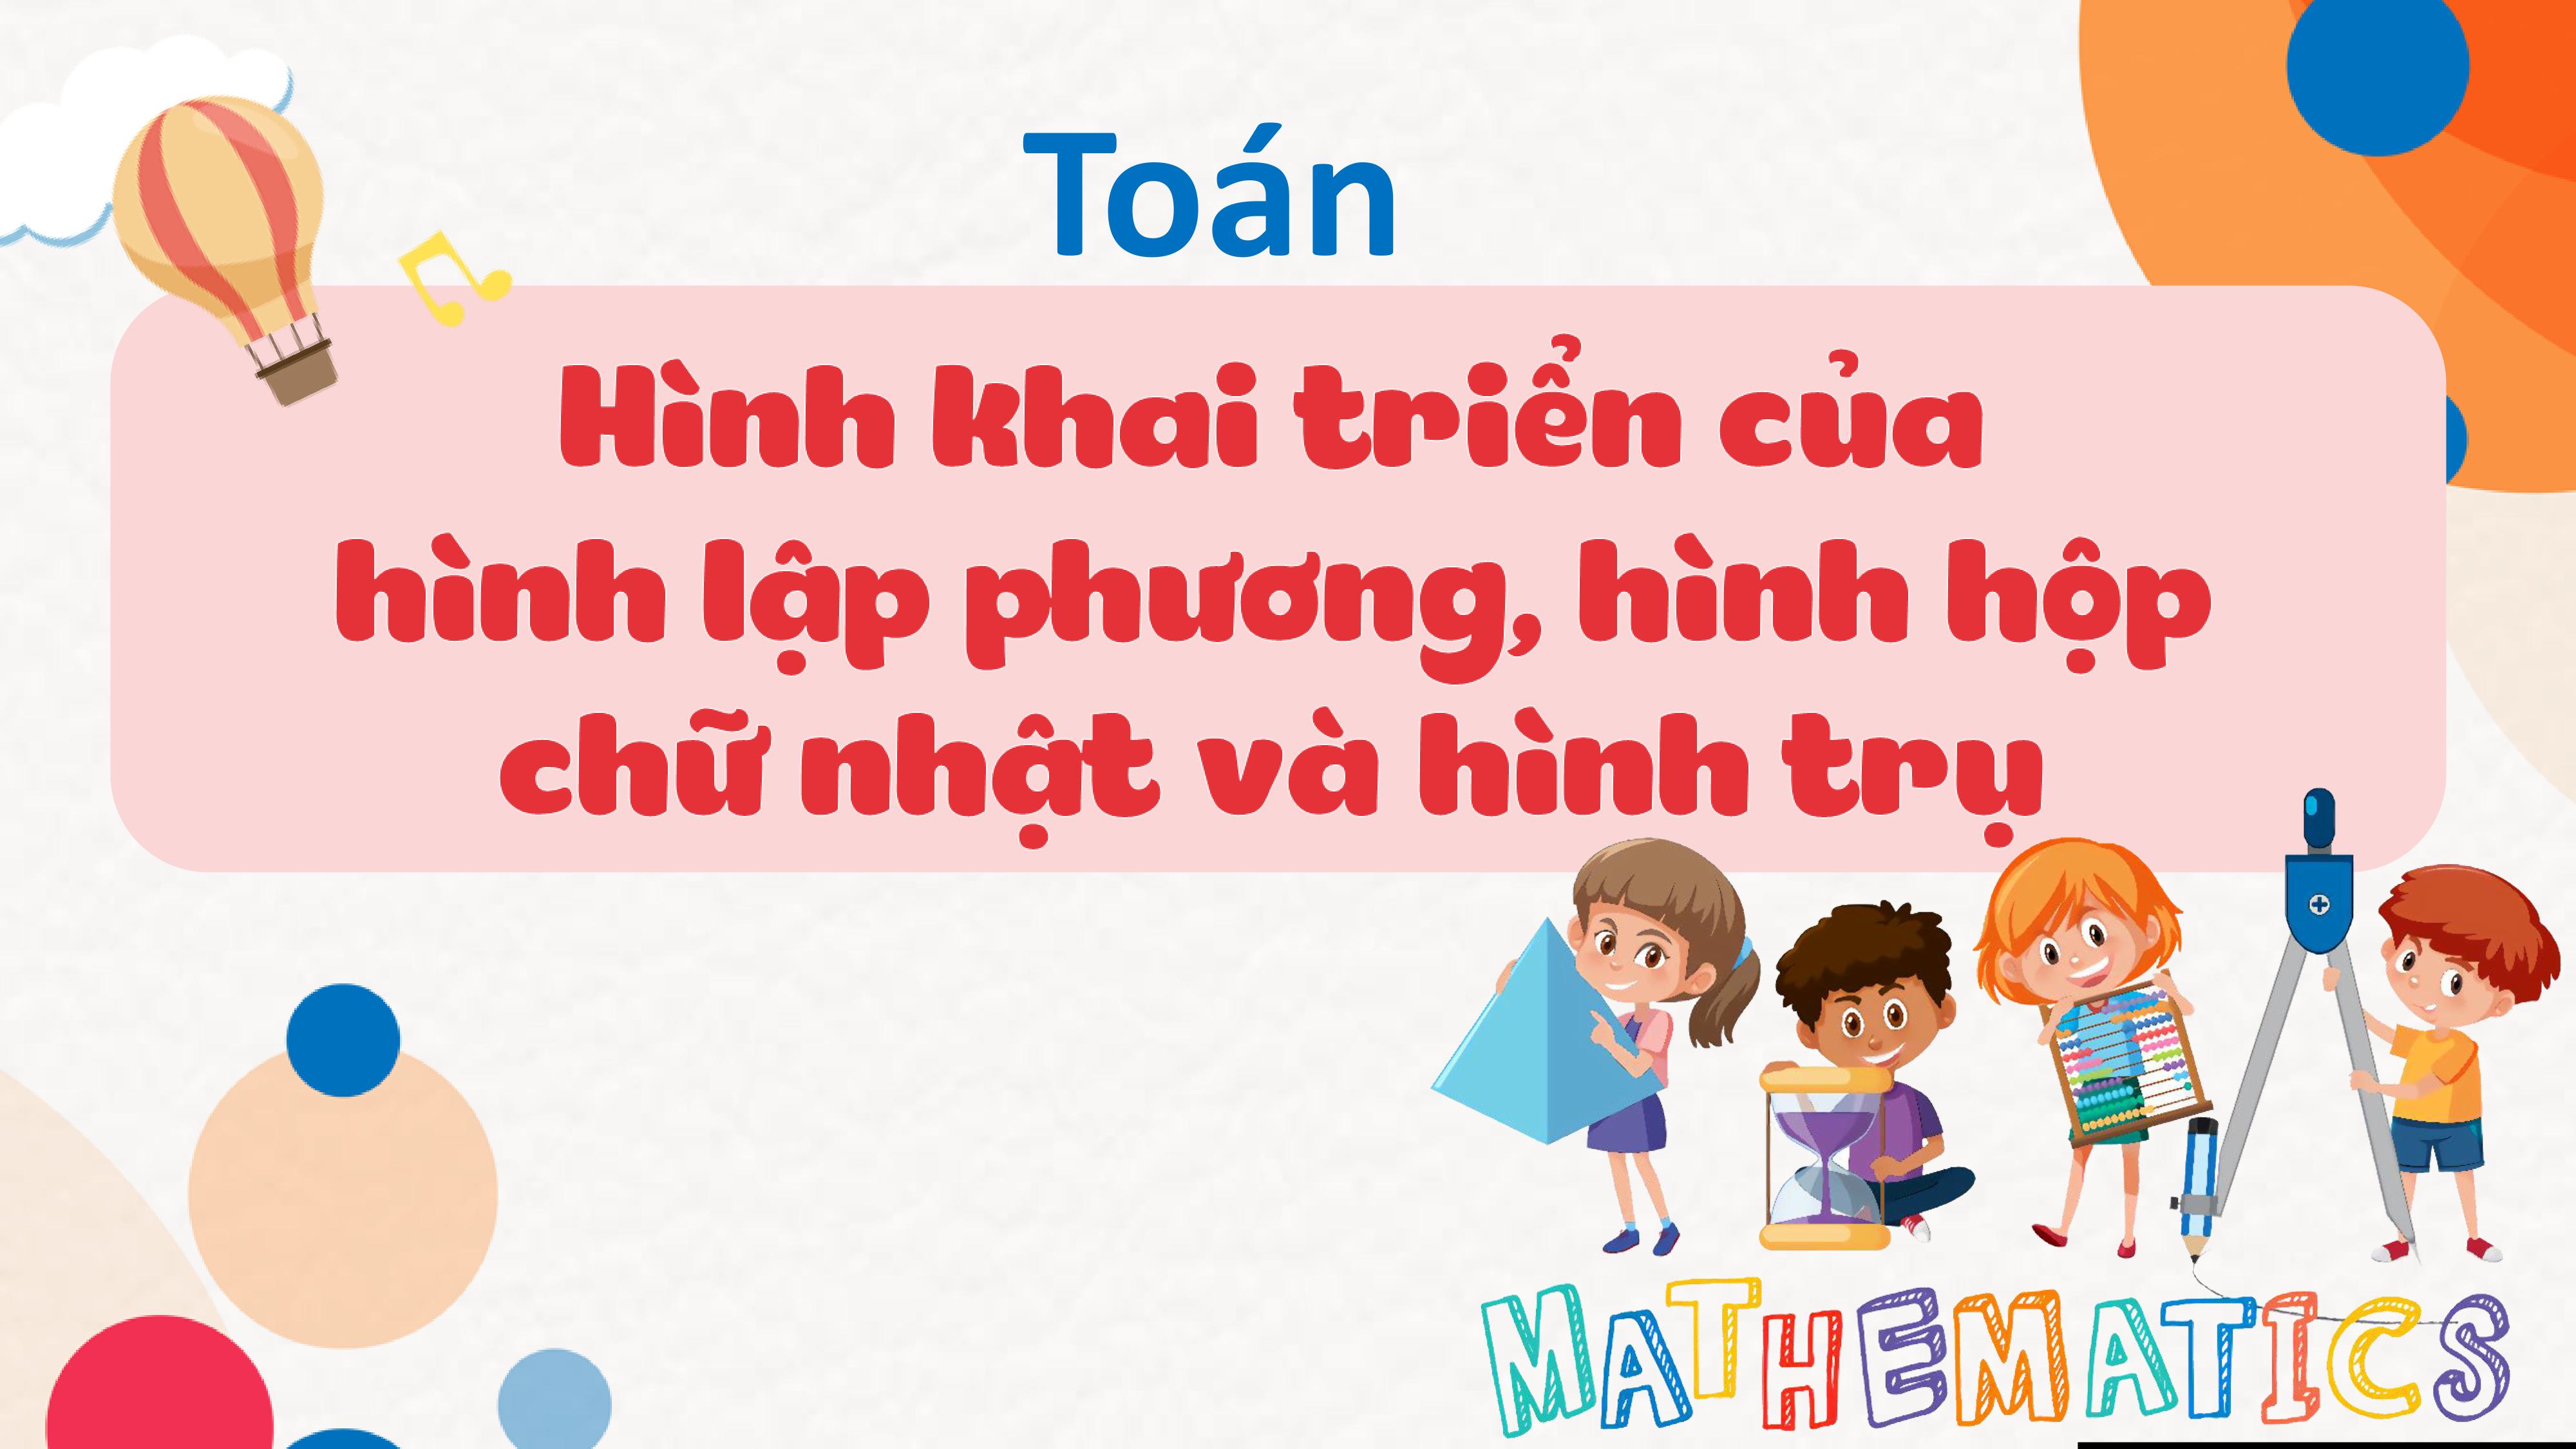 Toán
Hình khai triển của
hình lập phương, hình hộp
chữ nhật và hình trụ
MATHEMATICS